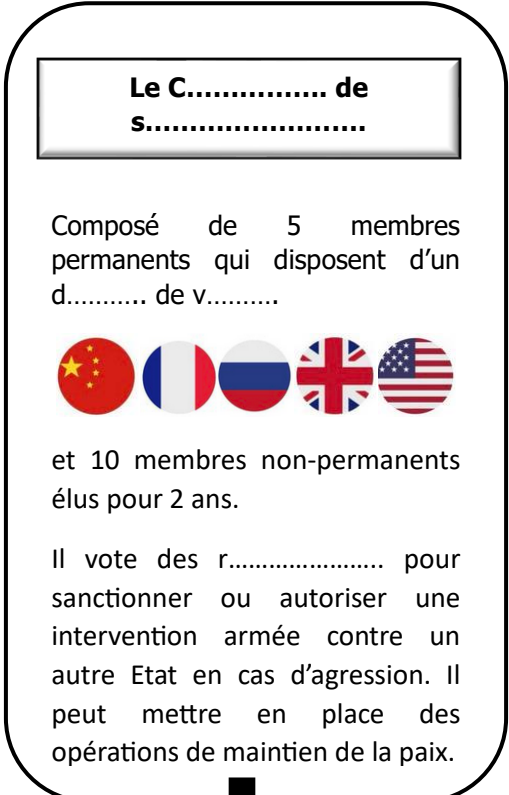 Le C................ de
s.........................
Composé de 5 membres
permanents qui disposent d’un
d……….. de v……….
et 10 membres non-permanents
élus pour 2 ans.
Il vote des r………………….. pour
sanctionner ou autoriser une
intervention armée contre un
autre Etat en cas d’agression. Il
peut mettre en place des
opérations de maintien de la paix.